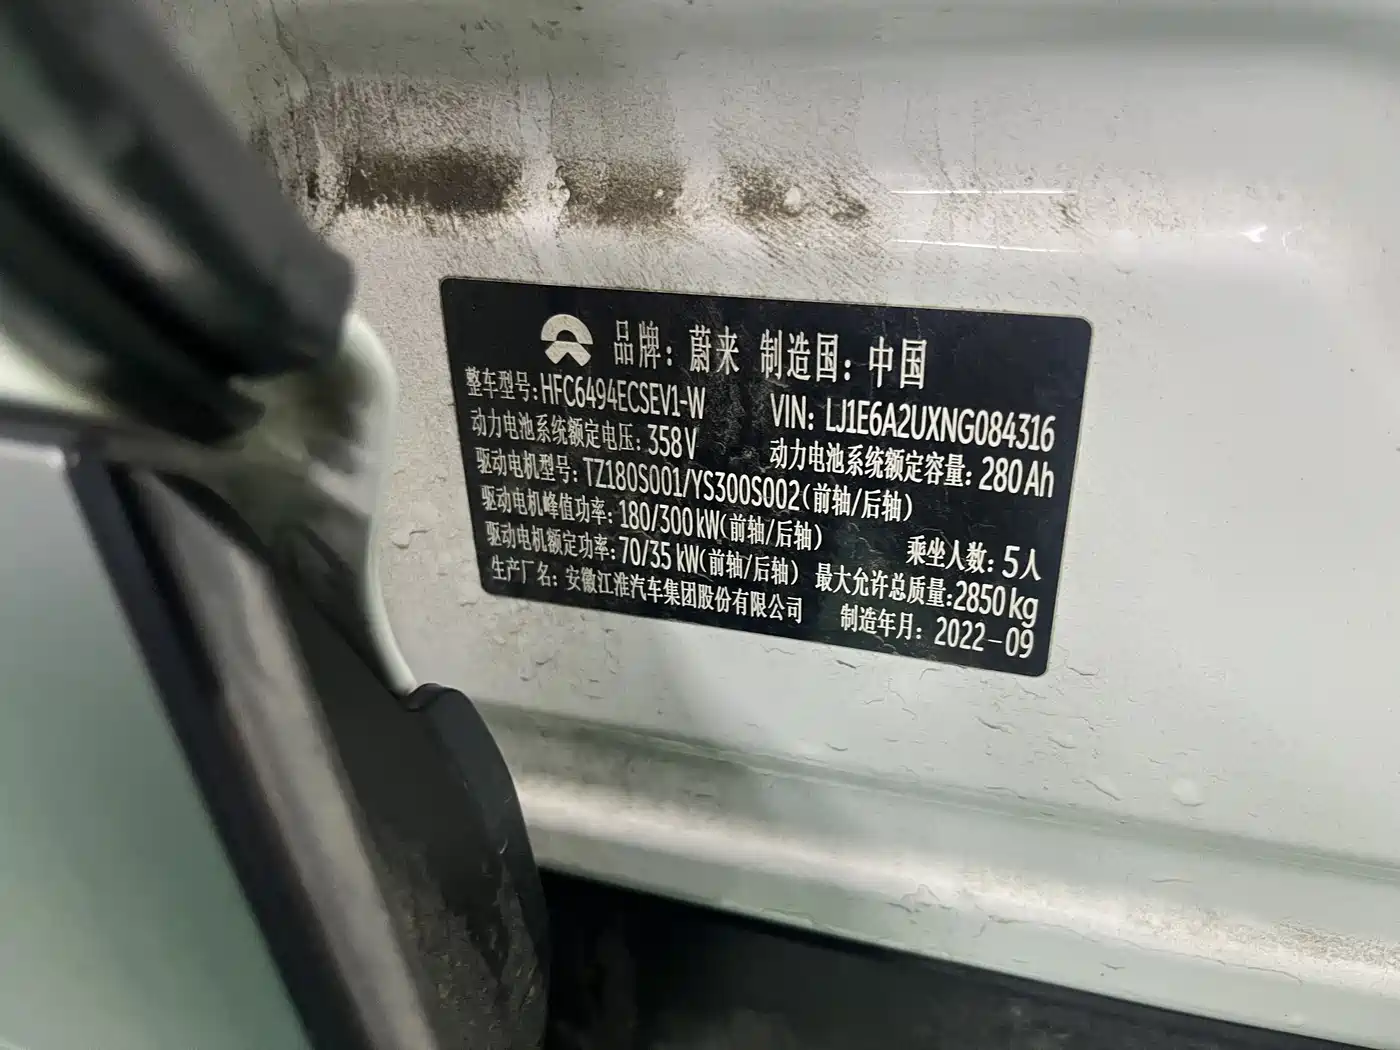 品牌：蔚来 制造国：中国
整车型号：HFC6494ECSEV1-W VIN：LJ1E6A2UXNG084316
动力电池系统额定电压：358V 动力电池系统额定容量：280Ah
驱动电机型号：TZ180S001/YS300S002(前轴/后轴)
驱动电机峰值功率：180/300kW(前轴/后轴) 乘坐人数：5人
驱动电机额定功率：70/35 kW(前轴/后轴) 最大允许总质量：2850kg
生产厂名：安徽江淮汽车集团股份有限公司 制造年月：2022-09